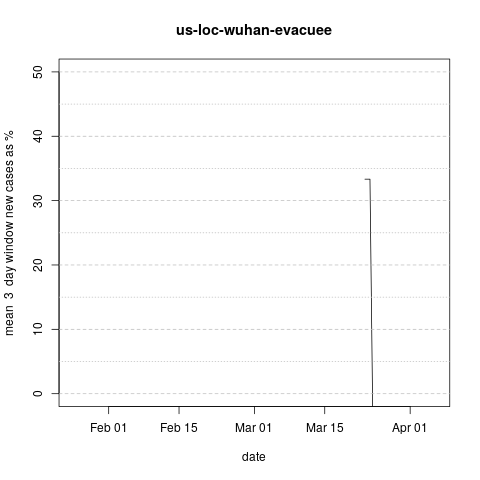 us-loc-wuhan-evacuee
mean 3 day window new cases as %
50
40
30
20
10
0
Feb 01 Feb 15 Mar 01 Mar 15 Apr 01
date